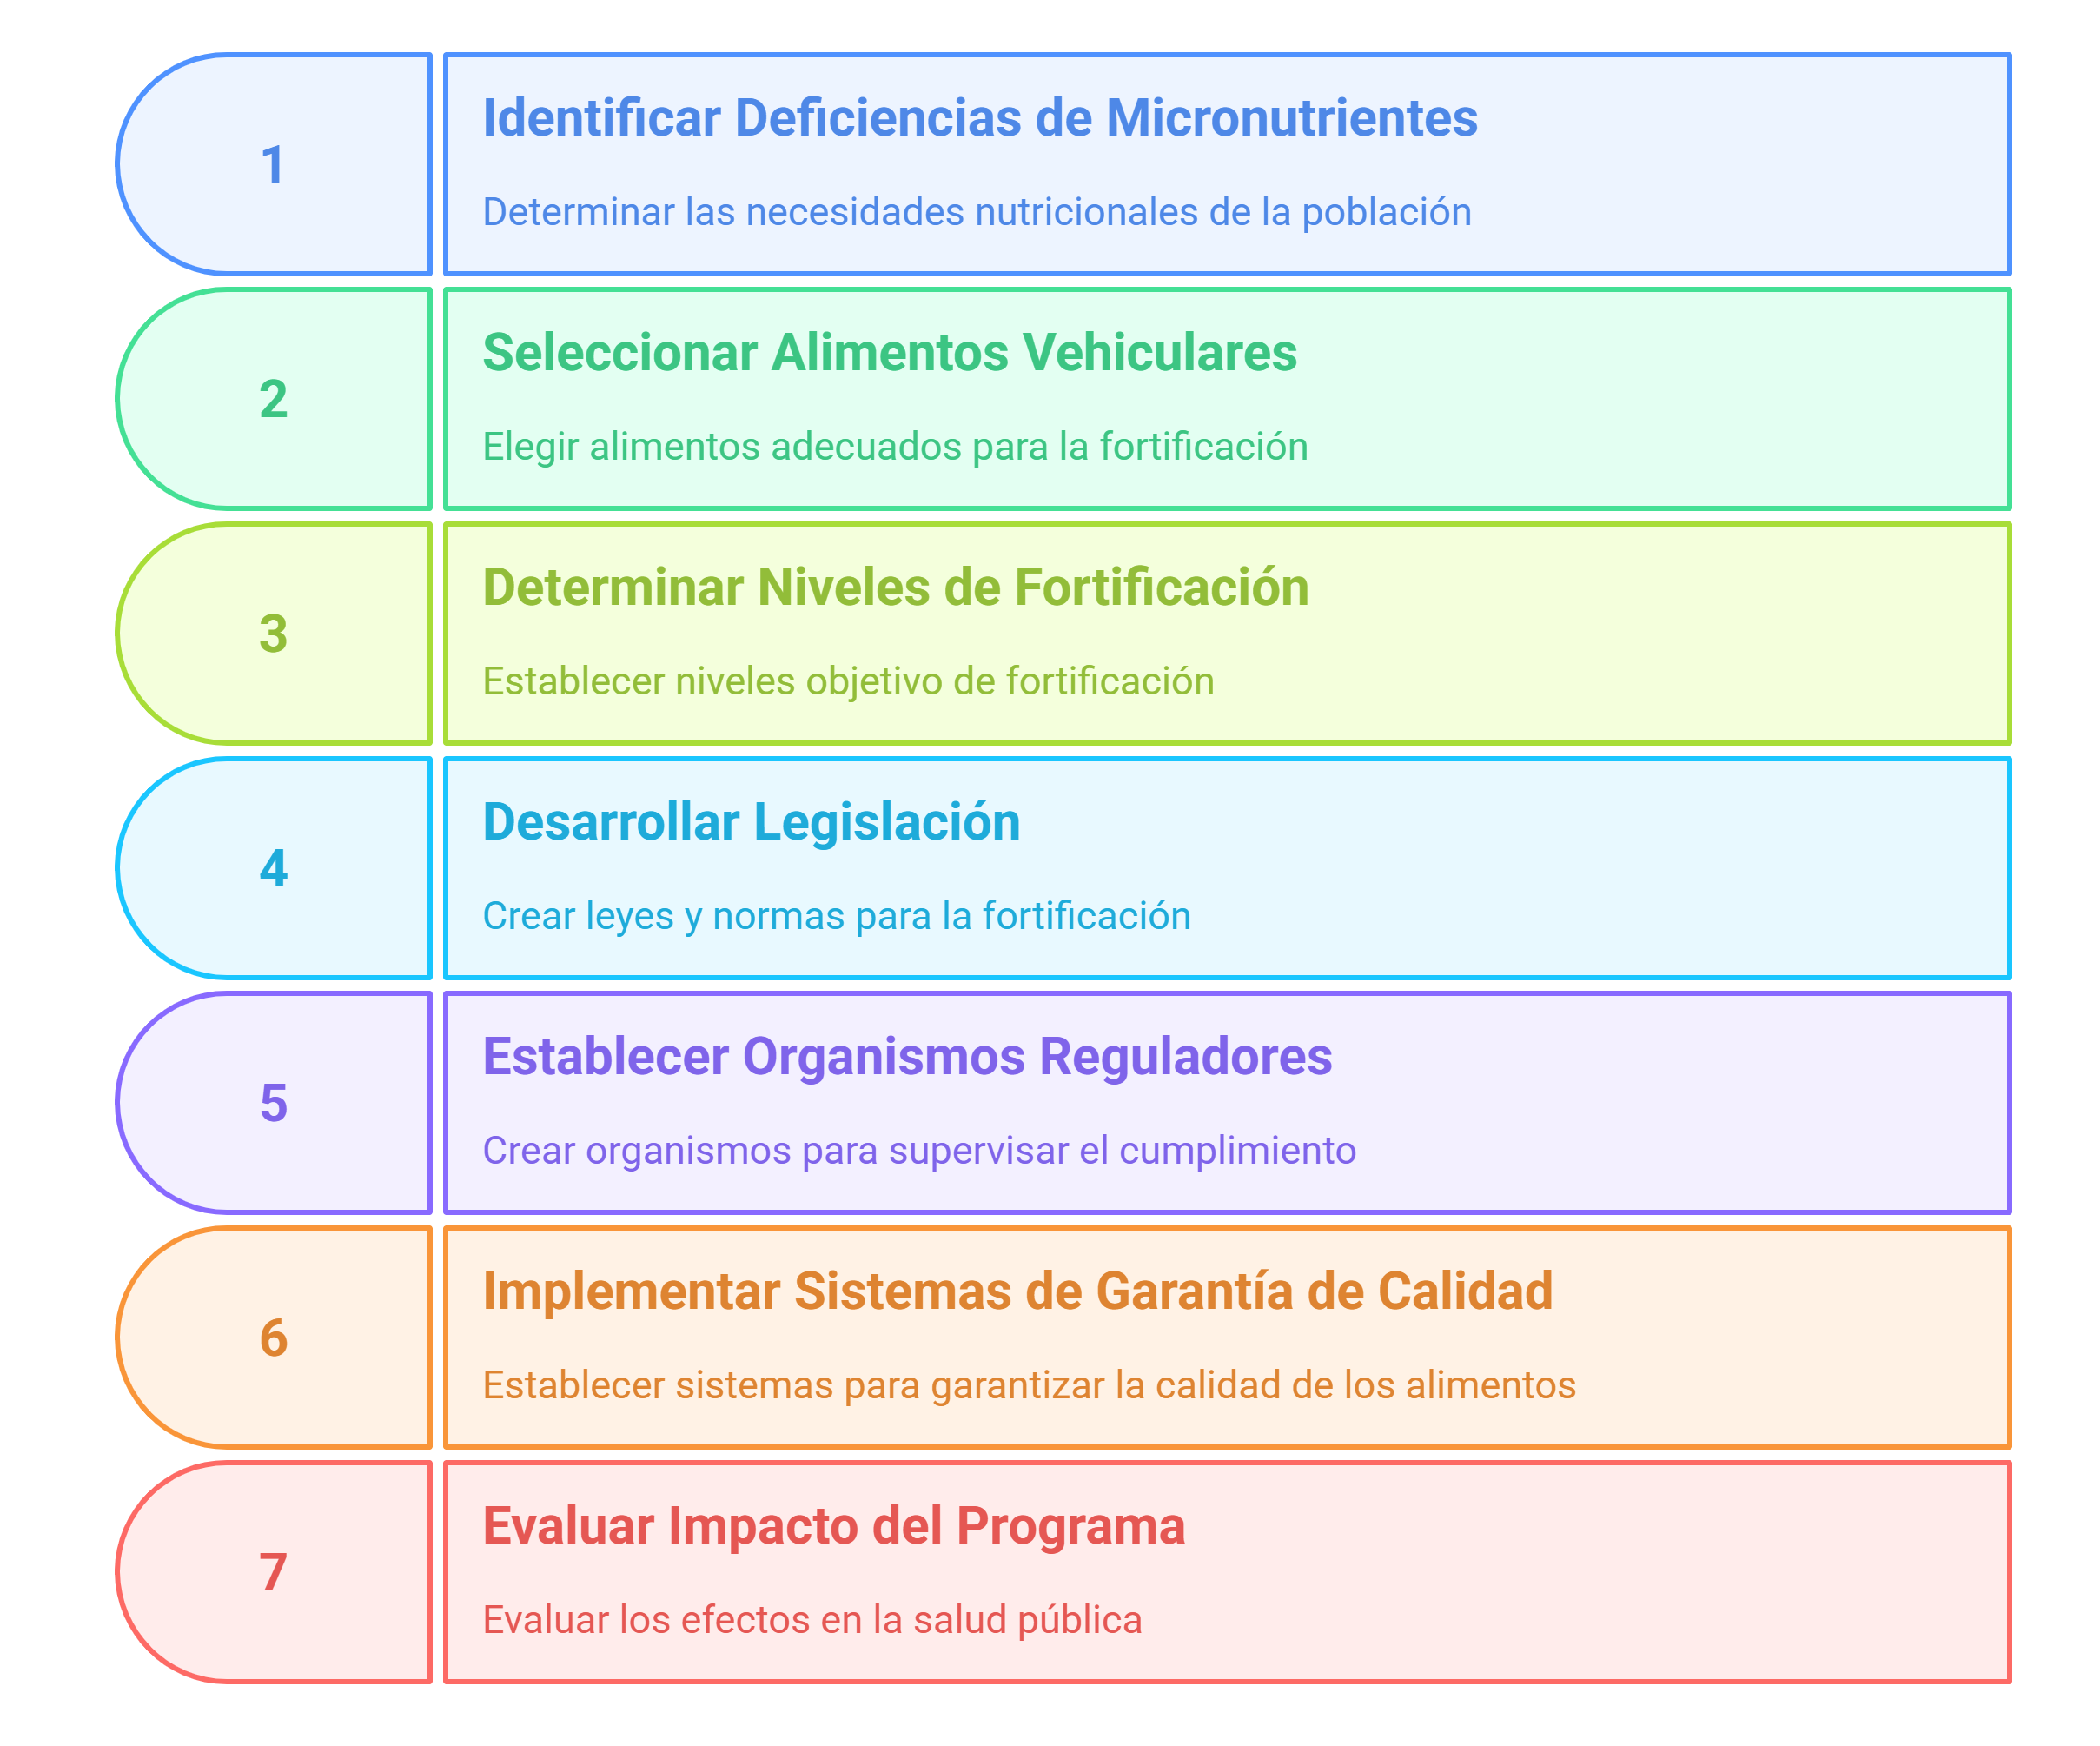 1
Identificar Deficiencias de Micronutrientes
Determinar las necesidades nutricionales de la población
2
Seleccionar Alimentos Vehiculares
Elegir alimentos adecuados para la fortificación
3
Determinar Niveles de Fortificación
Establecer niveles objetivo de fortificación
4
Desarrollar Legislación
Crear leyes y normas para la fortificación
5
Establecer Organismos Reguladores
Crear organismos para supervisar el cumplimiento
6
Implementar Sistemas de Garantía de Calidad
Establecer sistemas para garantizar la calidad de los alimentos
7
Evaluar Impacto del Programa
Evaluar los efectos en la salud pública